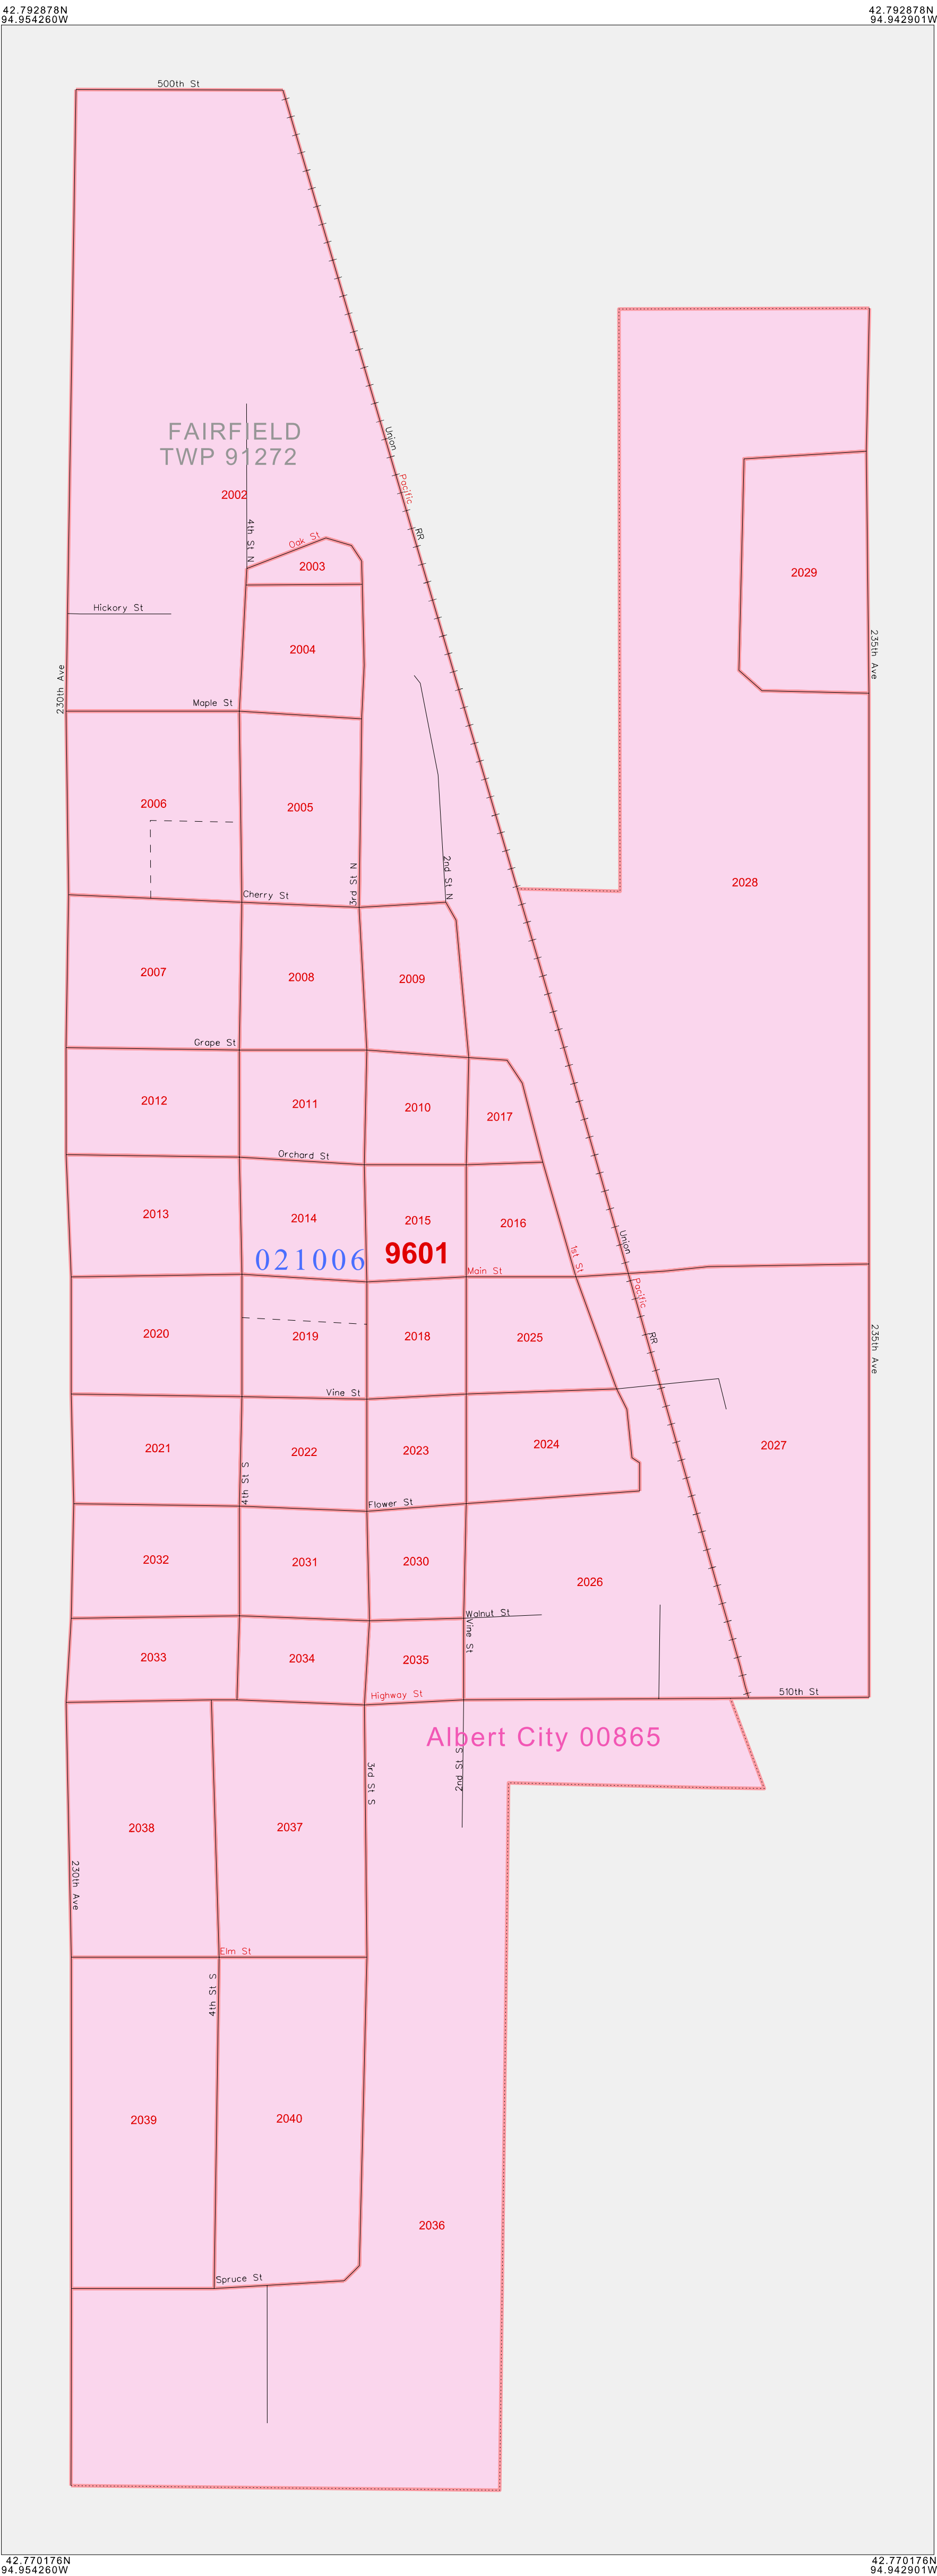 42.792878N
94.954260W
42.792878N
94.942901W
500th St
Union
Pacific
RR
FAIRFIELD
TWP 91272
2002
4th St N
Oak St
2003
2029
Hickory St
2004
235th Ave
230th Ave
Maple St
2006
2005
3rd St N
2nd St N
2028
Cherry St
2007
2008
2009
Grape St
2012
2011
2010
2017
Orchard St
2013
2014
2015
2016
021006
9601
Main St
1st St
Union
Pacific
RR
2020
2019
2018
2025
235th Ave
Vine St
2021
2022
2023
2024
2027
4th St S
Flower St
2032
2031
2030
2026
Walnut St
Vine St
2033
2034
2035
Highway St
510th St
Albert City 00865
2nd St S
3rd St S
2038
2037
230th Ave
Elm St
4th St S
2039
2040
2036
Spruce St
42.770176N
94.954260W
42.770176N
94.942901W